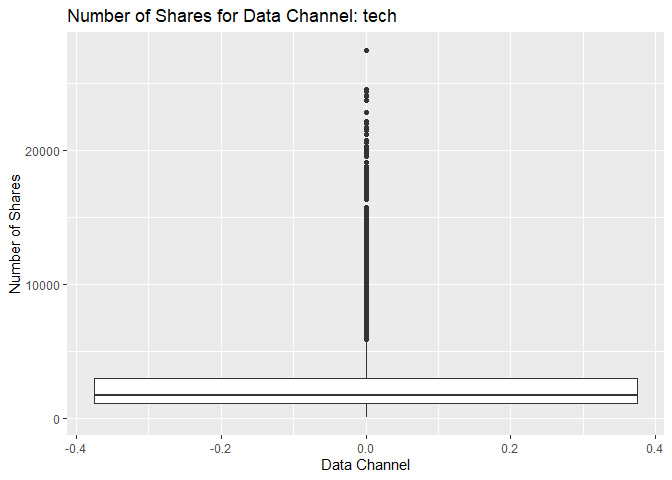 Number of Shares for Data Channel: tech
Number of Shares
20000
10000
0
-0.4
-0.2
0.0
0.2
0.4
Data Channel